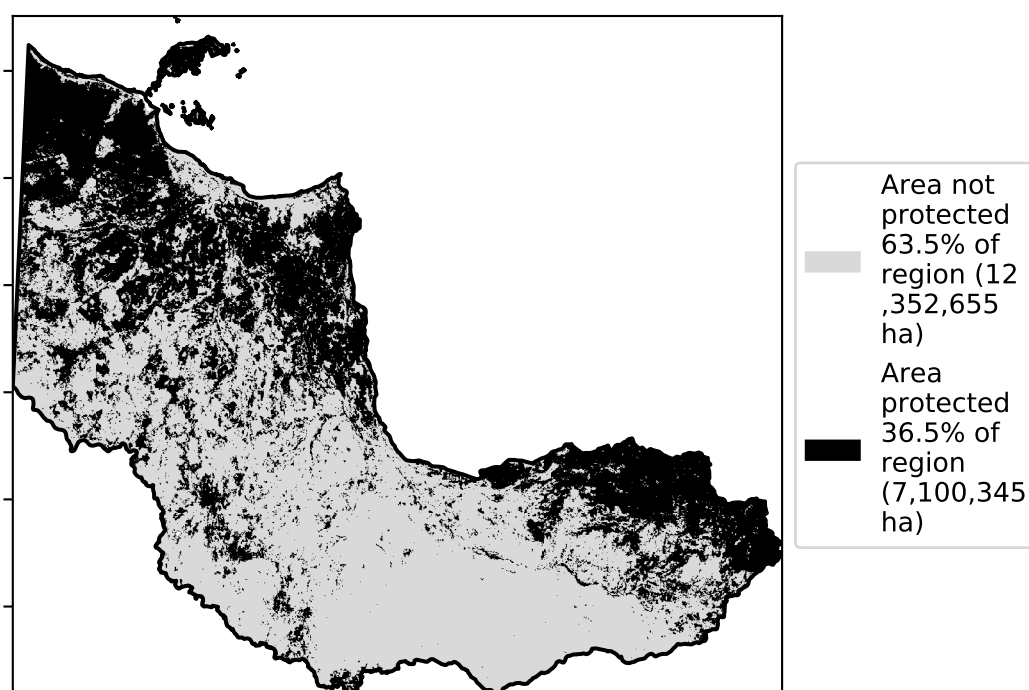 Area not
protected
63.5% of
region (12
,352,655
ha)
Area
protected
36.5% of
region
(7,100,345
ha)